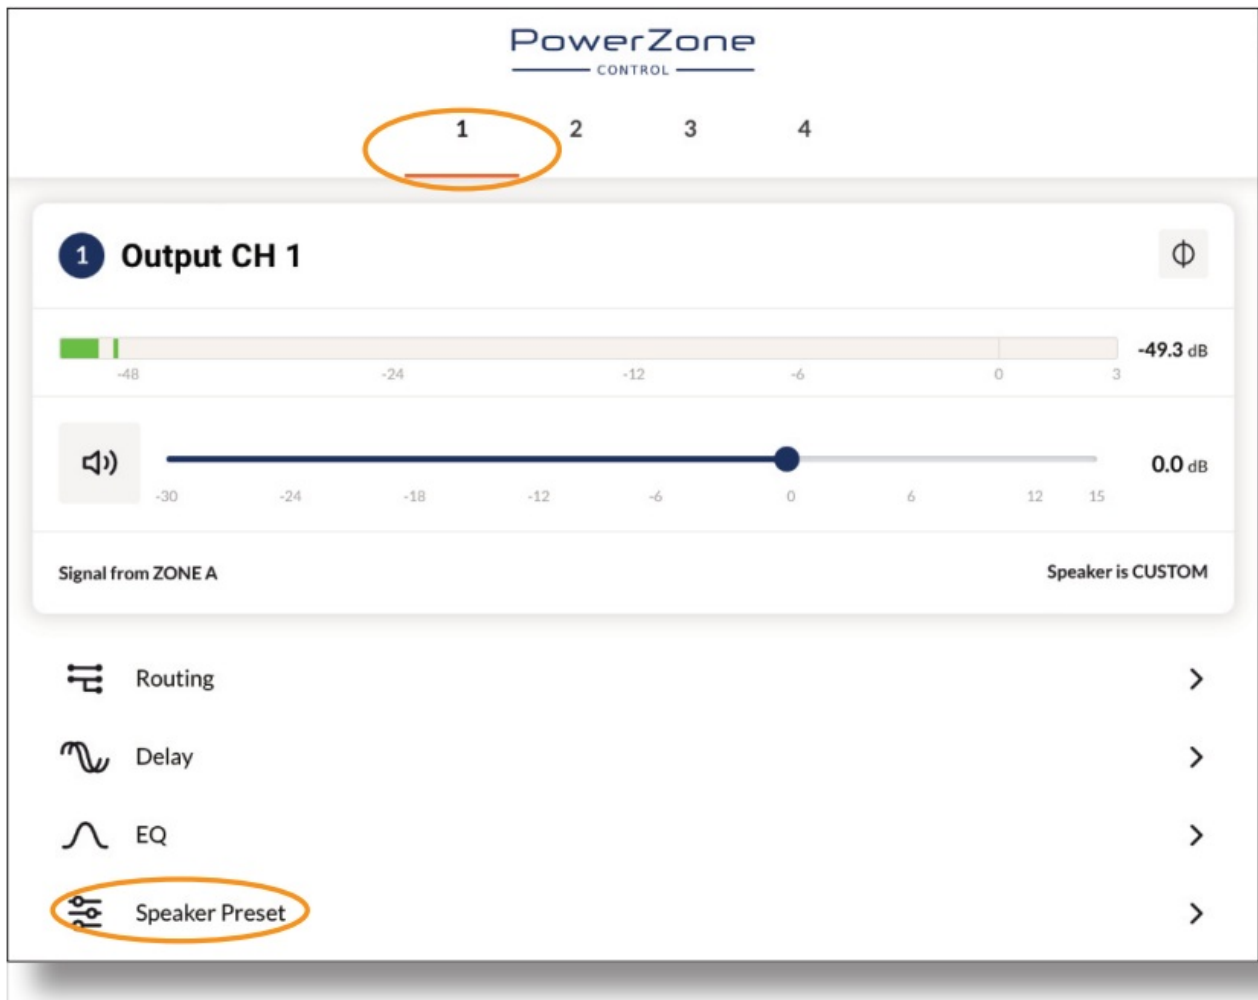 PowerZone
CONTROL
1 2 3 4
1 Output CH 1
-49.3 dB
-48 -24 -12 -6 0 3
0.0 dB
-30 -24 -18 -12 -6 0 6 12 15
Signal from ZONE A Speaker is CUSTOM
Routing
Delay
EQ
Speaker Preset